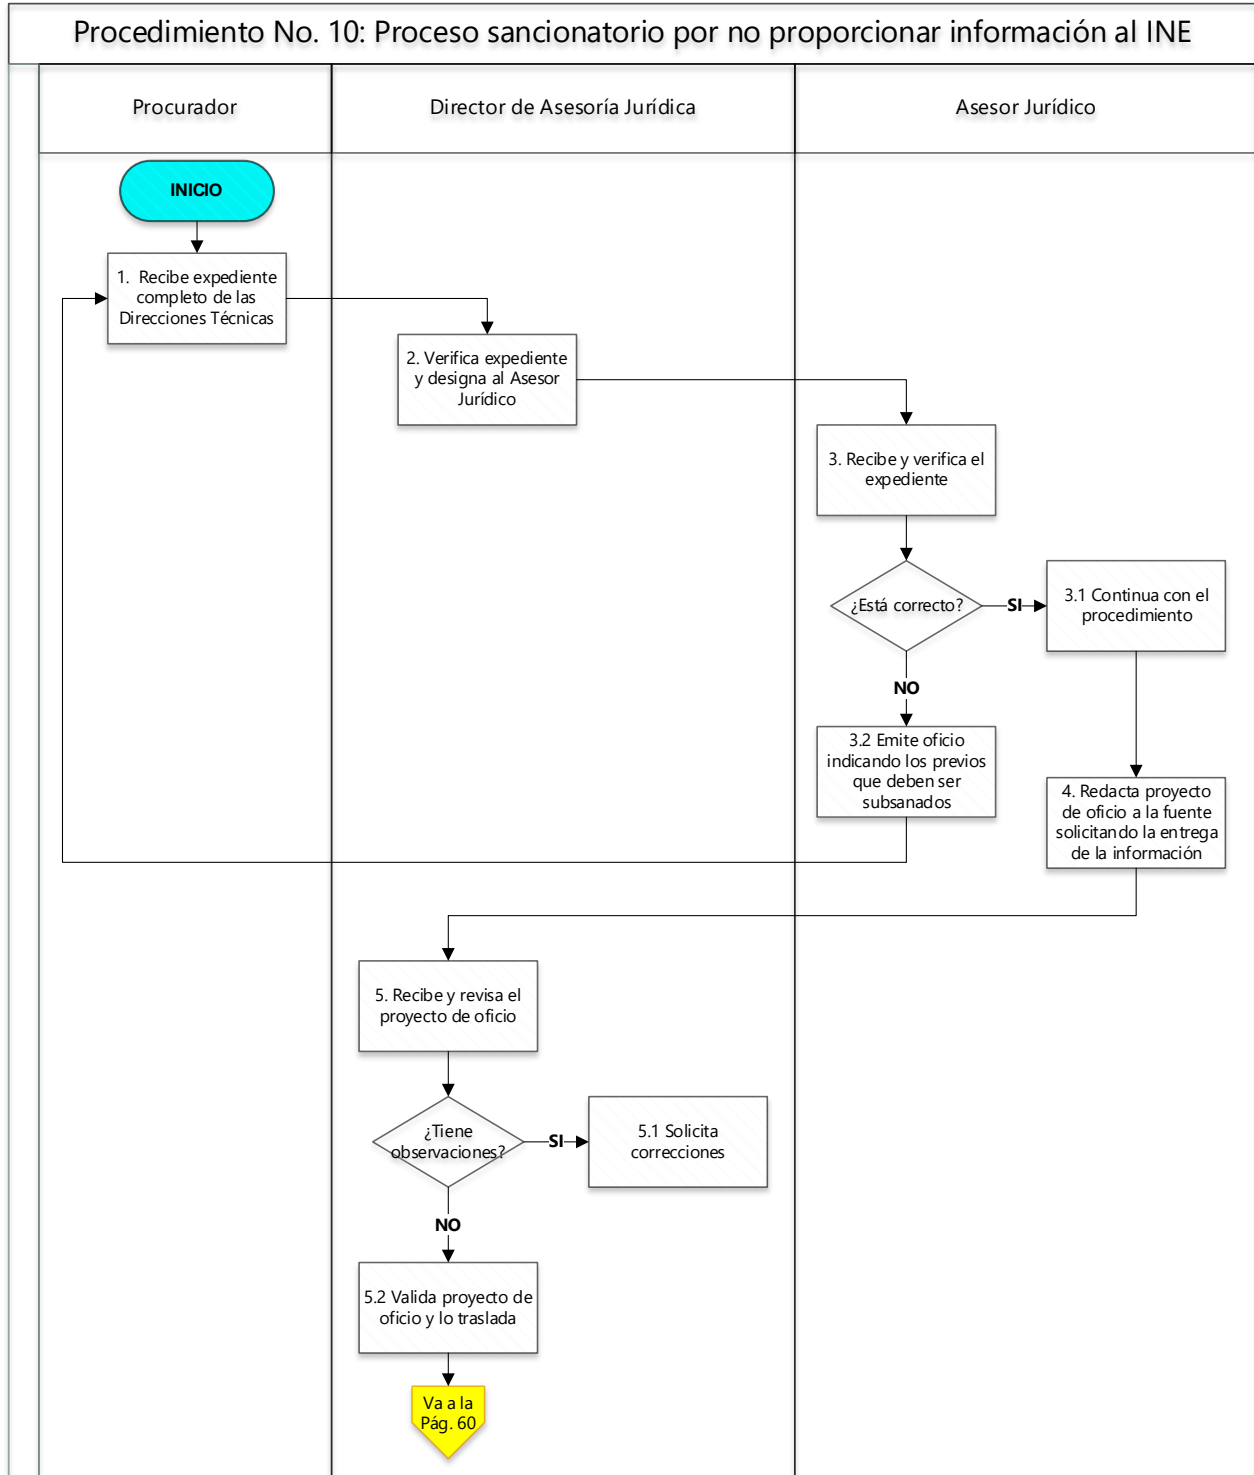 Procedimiento No. 10: Proceso sancionatorio por no proporcionar información al INE
Procurador
Director de Asesoría Jurídica
Asesor Jurídico
INICIO
1. Recibe expediente
completo de las
Direcciones Técnicas
2. Verifica expediente
y designa al Asesor
Jurídico
3. Recibe y verifica el
expediente
¿Está correcto?
SI
3.1 Continua con el
procedimiento
NO
3.2 Emite oficio
indicando los previos
que deben ser
subsanados
4. Redacta proyecto
de oficio a la fuente
solicitando la entrega
de la información
5. Recibe y revisa el
proyecto de oficio
¿Tiene
observaciones?
SI
5.1 Solicita
correcciones
NO
5.2 Valida proyecto de
oficio y lo traslada
Va a la
Pág. 60